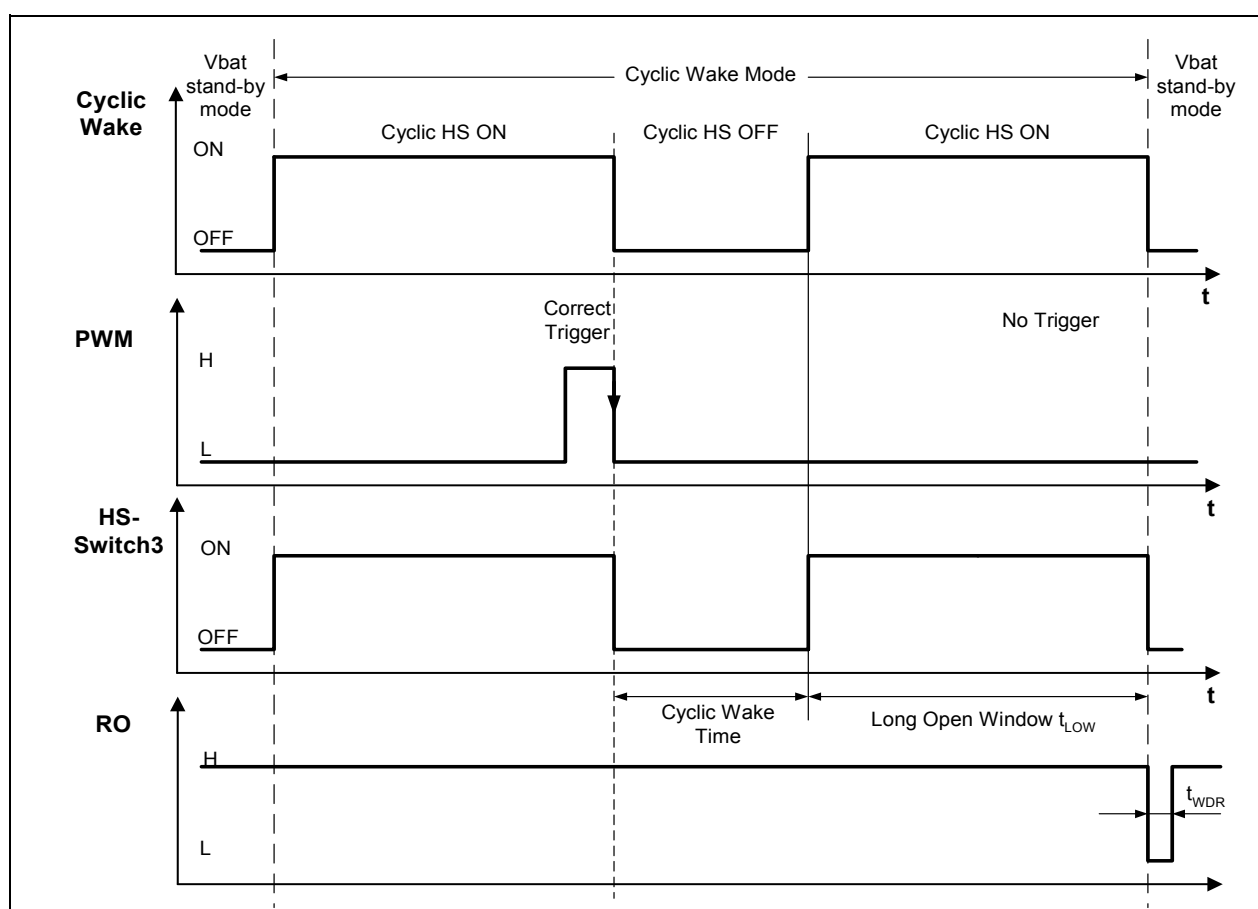 Vbat
stand-by
mode
Cyclic Wake Mode
Vbat
stand-by
mode
Cyclic
Wake
Cyclic HS ON
Cyclic HS OFF
Cyclic HS ON
ON
OFF
t
PWM
Correct
Trigger
No Trigger
H
L
t
HS-
Switch3
ON
OFF
t
RO
Cyclic Wake
Time
Long Open Window tLOW
H
tWDR
L